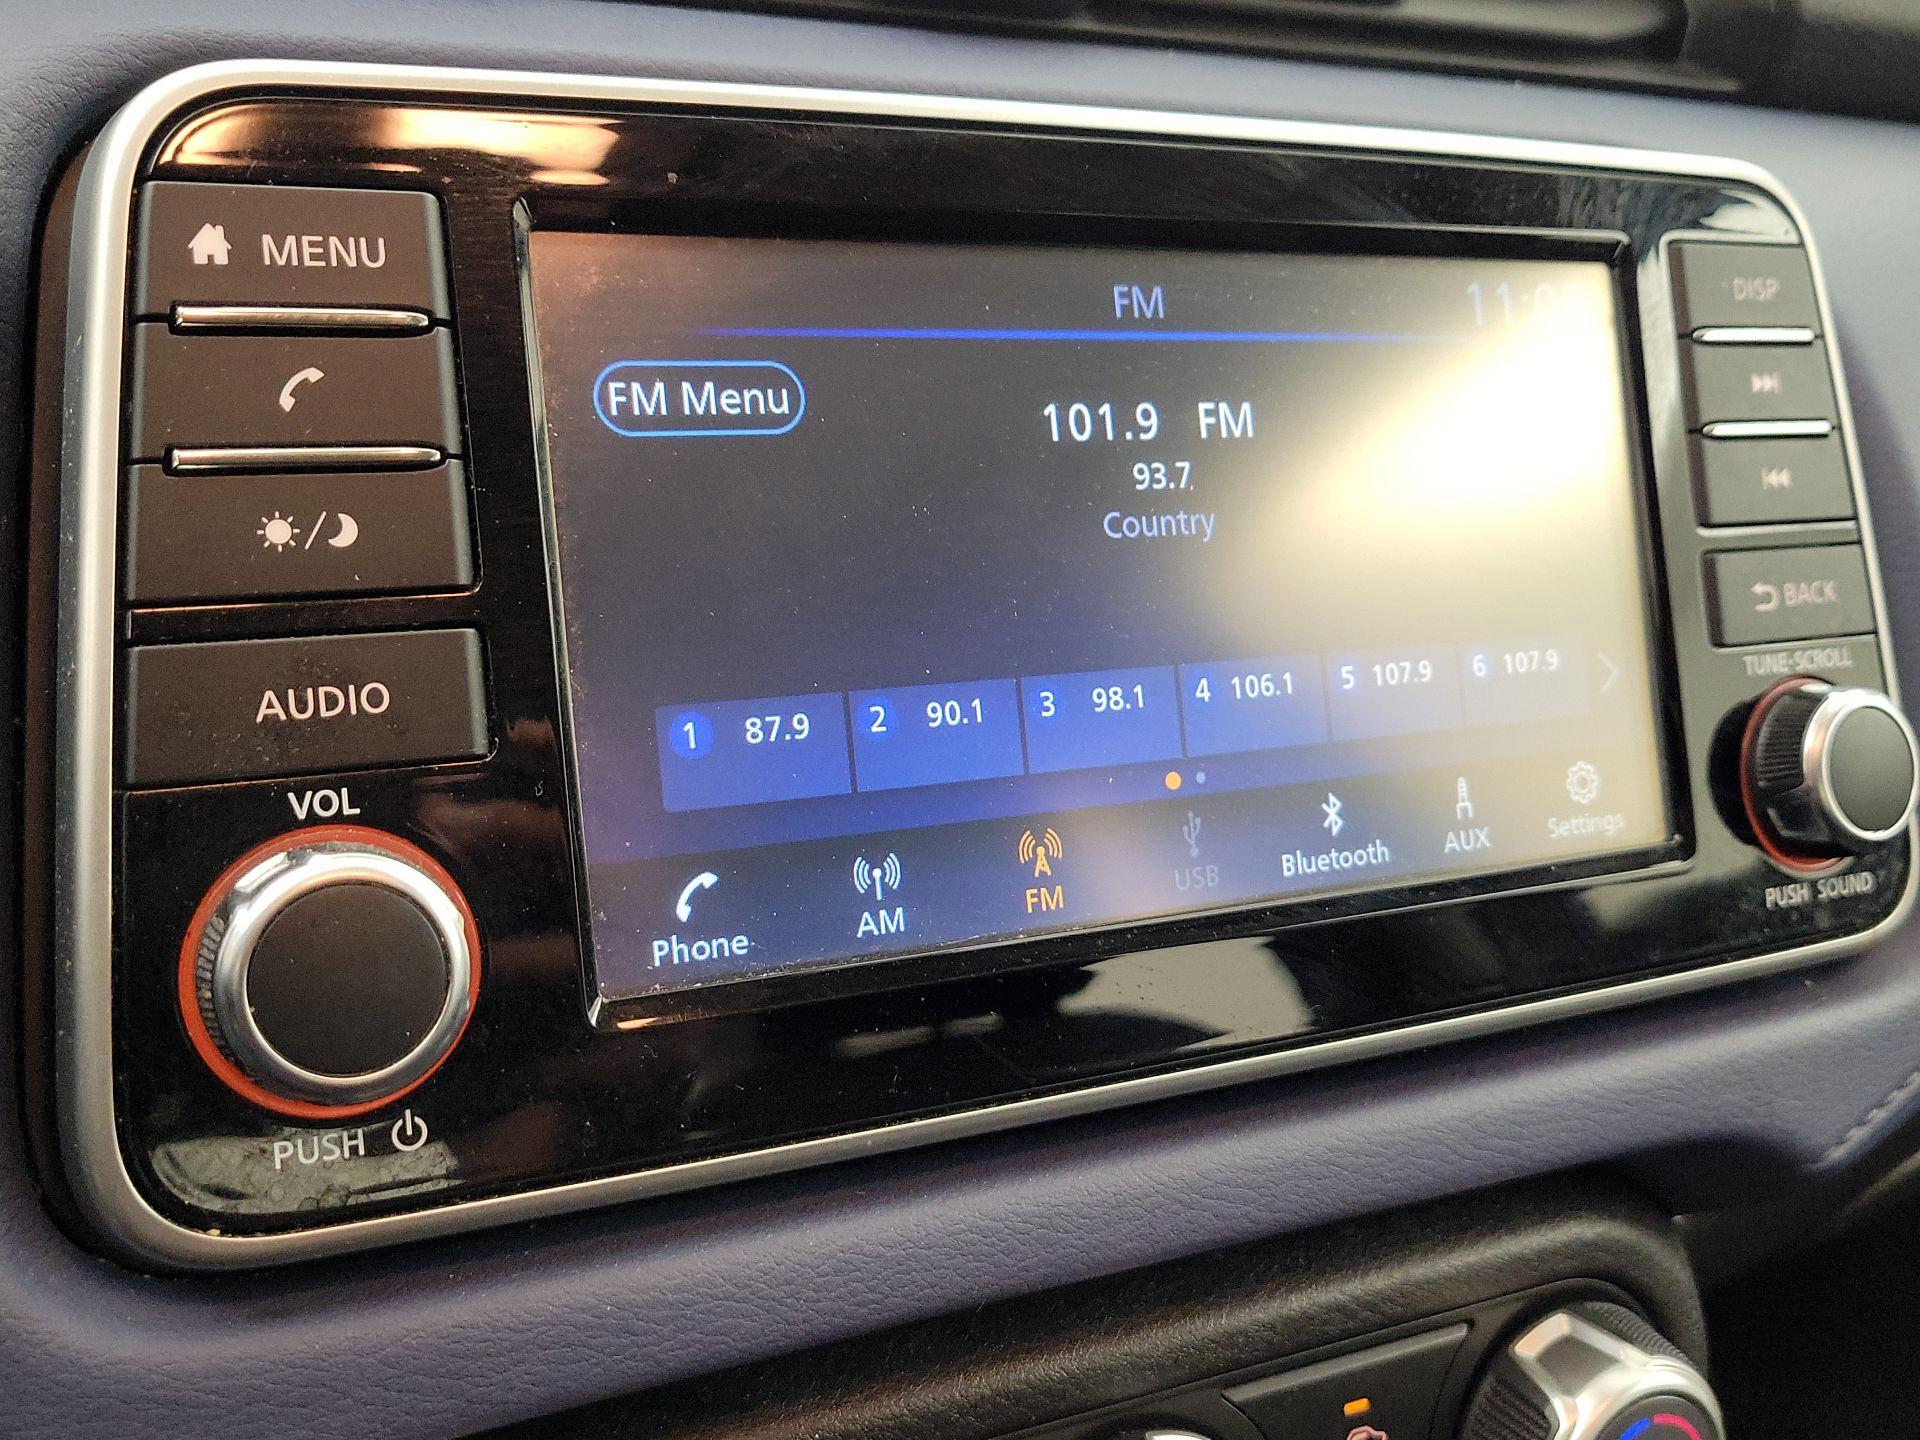 MENU
AUDIO
VOL
PUSH
FM
FM Menu
101.9 FM
93.7
Country
1 87.9 2 90.1 3 98.1 4 106.1 5 107.9 6 107.9
Phone AM FM USB Bluetooth AUX Settings
DISP
BACK
TUNE·SCROLL
PUSH SOUND